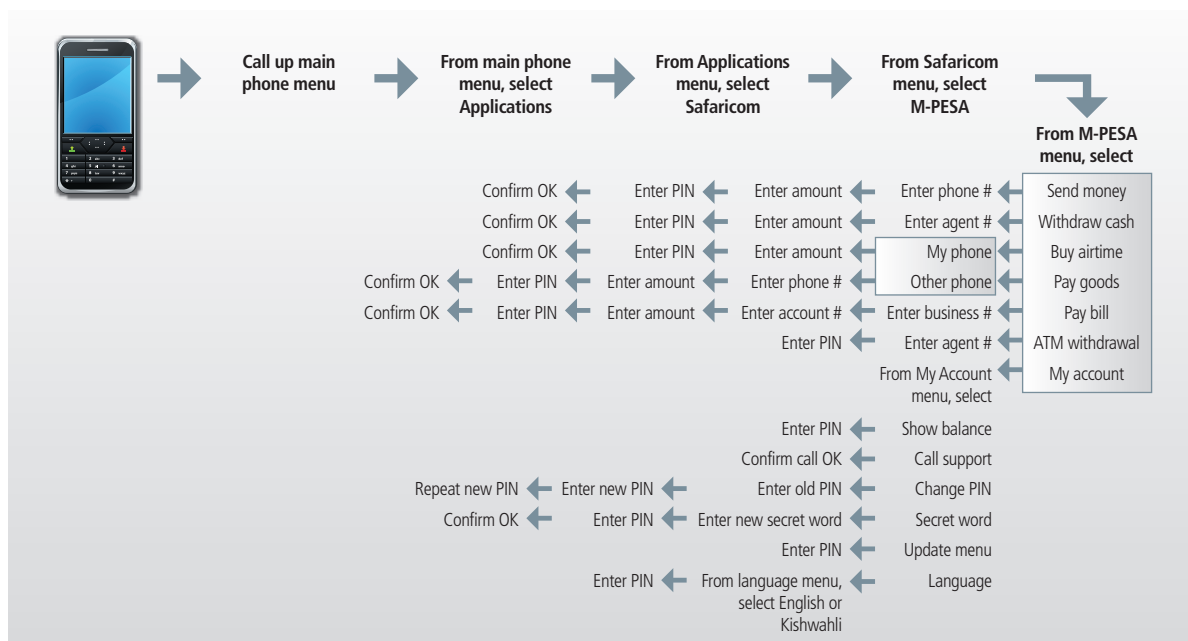 Call up main
phone menu
From main phone
menu, select
Applications
From Applications
menu, select
Safaricom
From Safaricom
menu, select
M-PESA
From M-PESA
menu, select
Send money
Enter phone #
Enter amount
Enter PIN
Confirm OK
Withdraw cash
Enter agent #
Enter amount
Enter PIN
Confirm OK
Buy airtime
My phone
Enter amount
Enter PIN
Confirm OK
Pay goods
Other phone
Enter phone #
Enter amount
Enter PIN
Confirm OK
Pay bill
Enter business #
Enter account #
Enter amount
Enter PIN
Confirm OK
ATM withdrawal
Enter agent #
Enter PIN
My account
From My Account
menu, select
Show balance
Enter PIN
Call support
Confirm call OK
Change PIN
Enter old PIN
Enter new PIN
Repeat new PIN
Secret word
Enter new secret word
Enter PIN
Confirm OK
Update menu
Enter PIN
Language
From language menu,
select English or
Kishwahli
Enter PIN